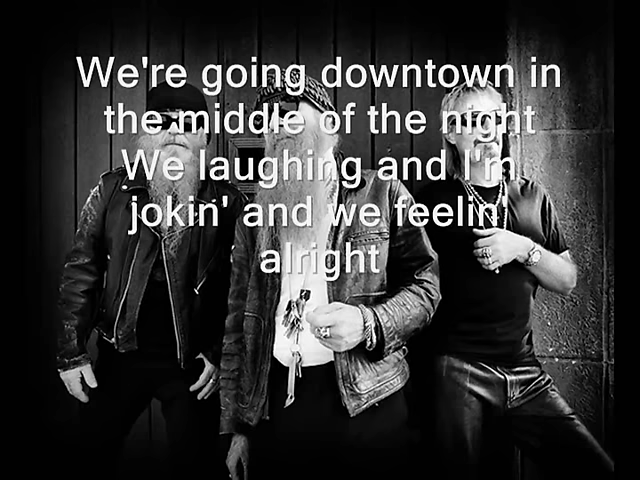 We're going downtown in
the middle of the night
We laughing and I'm
jokin' and we feelin'
alright